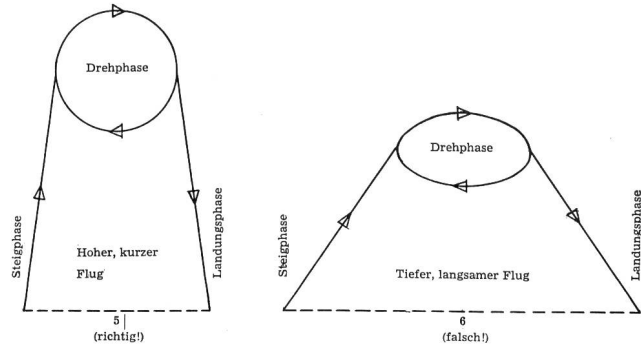 Drehphase
Steigphase
Landungsphase
Hoher, kurzer
Flug
5
(richtig!)
Drehphase
Steigphase
Landungsphase
Tiefer, langsamer Flug
6
(falsch!)